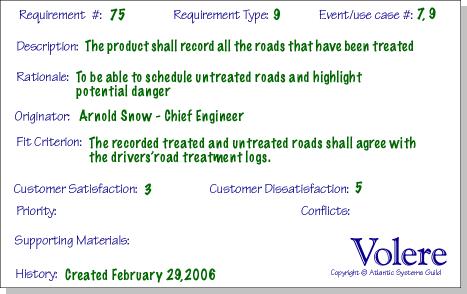 Requirement #: 75 Requirement Type: 9 Event/use case #: 7, 9
Description: The product shall record all the roads that have been treated
Rationale: To be able to schedule untreated roads and highlight
potential danger
Originator: Arnold Snow - Chief Engineer
Fit Criterion: The recorded treated and untreated roads shall agree with
the drivers'road treatment logs.
Customer Satisfaction: 3 Customer Dissatisfaction: 5
Priority: Conflicts:
Supporting Materials:
Volere
Copyright © Atlantic Systems Guild
History: Created February 29,2006